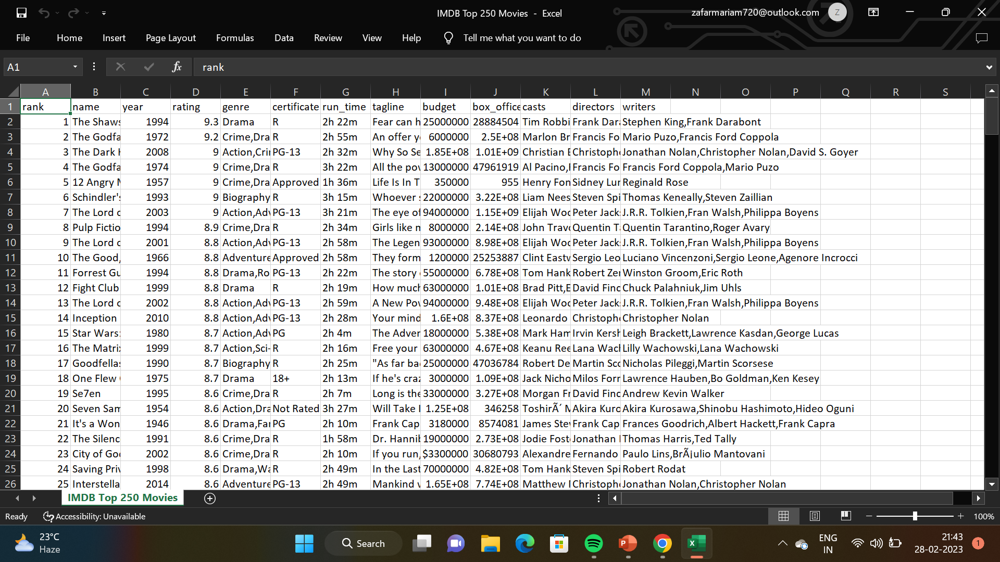 IMDB Top 250 Movies - Excel
zafarmariam720@outlook.com Z
File Home Insert Page Layout Formulas Data Review View Help Tell me what you want to do
A1 fx rank
A B C D E F G H I J K L M N O P Q R S
1 rank name year rating genre certificate run_time tagline budget box_office casts directors writers
2 1 The Shaws 1994 9.3 Drama R 2h 22m Fear can h 25000000 28884504 Tim Robbi Frank Dara Stephen King,Frank Darabont
3 2 The Godfa 1972 9.2 Crime,Dra R 2h 55m An offer y 6000000 2.5E+08 Marlon Br Francis Fo Mario Puzo,Francis Ford Coppola
4 3 The Dark 2008 9 Action,Cri PG-13 2h 32m Why So Se 1.85E+08 1.01E+09 Christian Christoph Jonathan Nolan,Christopher Nolan,David S. Goyer
5 4 The Godfa 1974 9 Crime,Dra R 3h 22m All the pov 13000000 47961919 Al Pacino, Francis Fo Francis Ford Coppola,Mario Puzo
6 5 12 Angry 1957 9 Crime,Dra Approved 1h 36m Life Is In T 350000 955 Henry Fon Sidney Lur Reginald Rose
7 6 Schindler's 1993 9 Biography R 3h 15m Whoever 22000000 3.22E+08 Liam Nees Steven Spi Thomas Keneally,Steven Zaillian
8 7 The Lord 2003 9 Action,Adv PG-13 3h 21m The eye of 94000000 1.15E+09 Elijah Woo Peter Jack J.R.R. Tolkien,Fran Walsh,Philippa Boyens
9 8 Pulp Fictio 1994 8.9 Crime,Dra R 2h 34m Girls like 8000000 2.14E+08 John Trav Quentin T Quentin Tarantino,Roger Avary
10 9 The Lord 2001 8.8 Action,Adv PG-13 2h 58m The Legen 93000000 8.98E+08 Elijah Woo Peter Jack J.R.R. Tolkien,Fran Walsh,Philippa Boyens
11 10 The Good, 1966 8.8 Adventure Approved 2h 58m They form 1200000 25253887 Clint Eastw Sergio Leo Luciano Vincenzoni,Sergio Leone,Agenore Incrocci
12 11 Forrest Gu 1994 8.8 Drama,Ro PG-13 2h 22m The story 55000000 6.78E+08 Tom Hank Robert Zer Winston Groom,Eric Roth
13 12 Fight Club 1999 8.8 Drama R 2h 19m How much 63000000 1.01E+08 Brad Pitt,E David Finc Chuck Palahniuk,Jim Uhls
14 13 The Lord 2002 8.8 Action,Adv PG-13 2h 59m A New Pov 94000000 9.48E+08 Elijah Woo Peter Jack J.R.R. Tolkien,Fran Walsh,Philippa Boyens
15 14 Inception 2010 8.8 Action,Adv PG-13 2h 28m Your mind 1.6E+08 8.37E+08 Leonardo Christoph Christopher Nolan
16 15 Star Wars: 1980 8.7 Action,Adv PG 2h 4m The Adven 18000000 5.38E+08 Mark Ham Irvin Kersh Leigh Brackett,Lawrence Kasdan,George Lucas
17 16 The Matrix 1999 8.7 Action,Sci- R 2h 16m Free your 63000000 4.67E+08 Keanu Ree Lana Wach Lilly Wachowski,Lana Wachowski
18 17 Goodfellas 1990 8.7 Biography R 2h 25m "As far ba 25000000 47036784 Robert De Martin Sco Nicholas Pileggi,Martin Scorsese
19 18 One Flew 1975 8.7 Drama 18+ 2h 13m If he's craz 3000000 1.09E+08 Jack Nicho Milos Forr Lawrence Hauben,Bo Goldman,Ken Kesey
20 19 Se7en 1995 8.6 Crime,Dra R 2h 7m Long is the 33000000 3.27E+08 Morgan Fr David Finc Andrew Kevin Walker
21 20 Seven Sam 1954 8.6 Action,Dra Not Rated 3h 27m Will Take 1.25E+08 346258 ToshirÃ´ Akira Kuro Akira Kurosawa,Shinobu Hashimoto,Hideo Oguni
22 21 It's a Won 1946 8.6 Drama,Fan PG 2h 10m Frank Cap 3180000 8574081 James Stev Frank Cap Frances Goodrich,Albert Hackett,Frank Capra
23 22 The Silenc 1991 8.6 Crime,Dra R 1h 58m Dr. Hannib 19000000 2.73E+08 Jodie Foste Jonathan Thomas Harris,Ted Tally
24 23 City of God 2002 8.6 Crime,Dra R 2h 10m If you run, $3300000 30680793 Alexandre Fernando Paulo Lins,BrÃ¡ulio Mantovani
25 24 Saving Priv 1998 8.6 Drama,Wa R 2h 49m In the Last 70000000 4.82E+08 Tom Hank Steven Spi Robert Rodat
26 25 Interstella 2014 8.6 Adventure PG-13 2h 49m Mankind w 1.65E+08 7.74E+08 Matthew Christoph Jonathan Nolan,Christopher Nolan
IMDB Top 250 Movies
Ready Accessibility: Unavailable 100%
23°C
Haze
Search
ENG
IN
21:43
28-02-2023
1